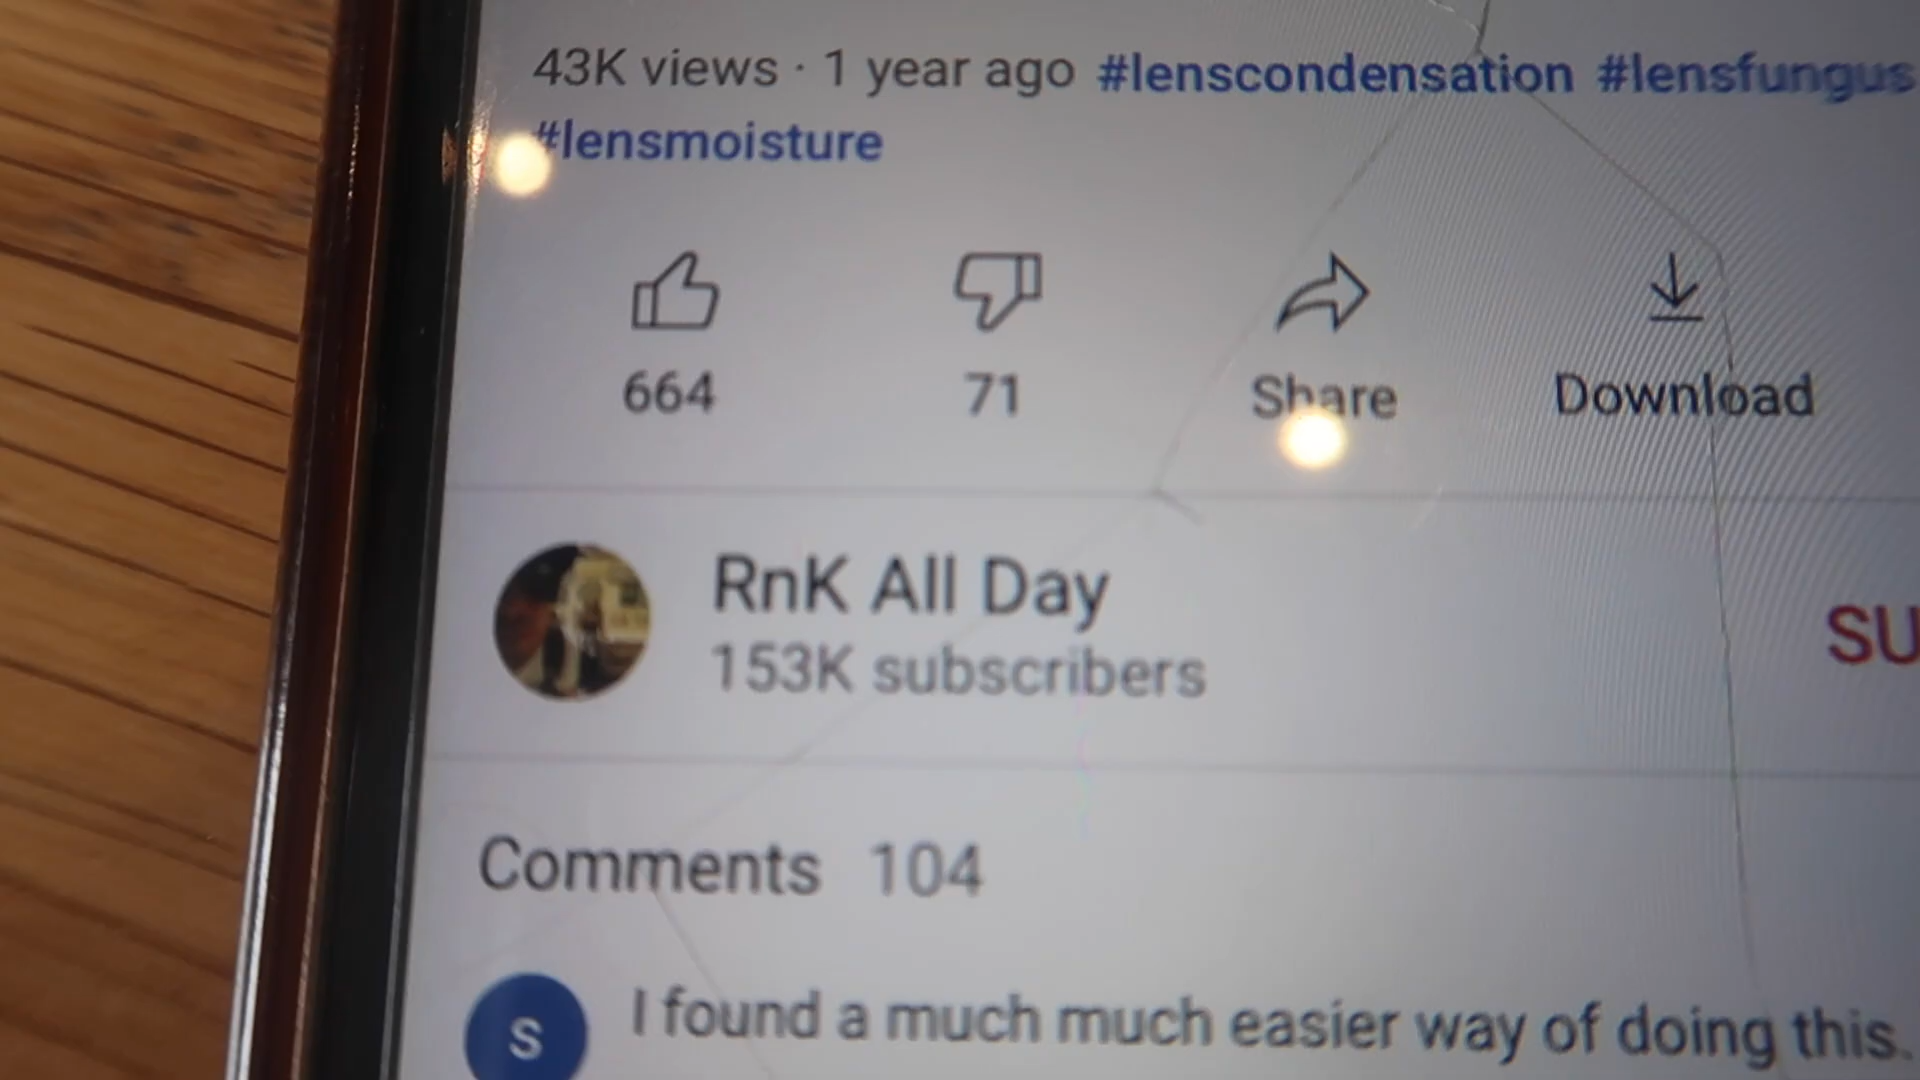 43K views · 1 year ago #lenscondensation #lensfungus
#lensmoisture
664 71 Share Download
RnK All Day
153K subscribers
SU
Comments 104
S I found a much much easier way of doing this.